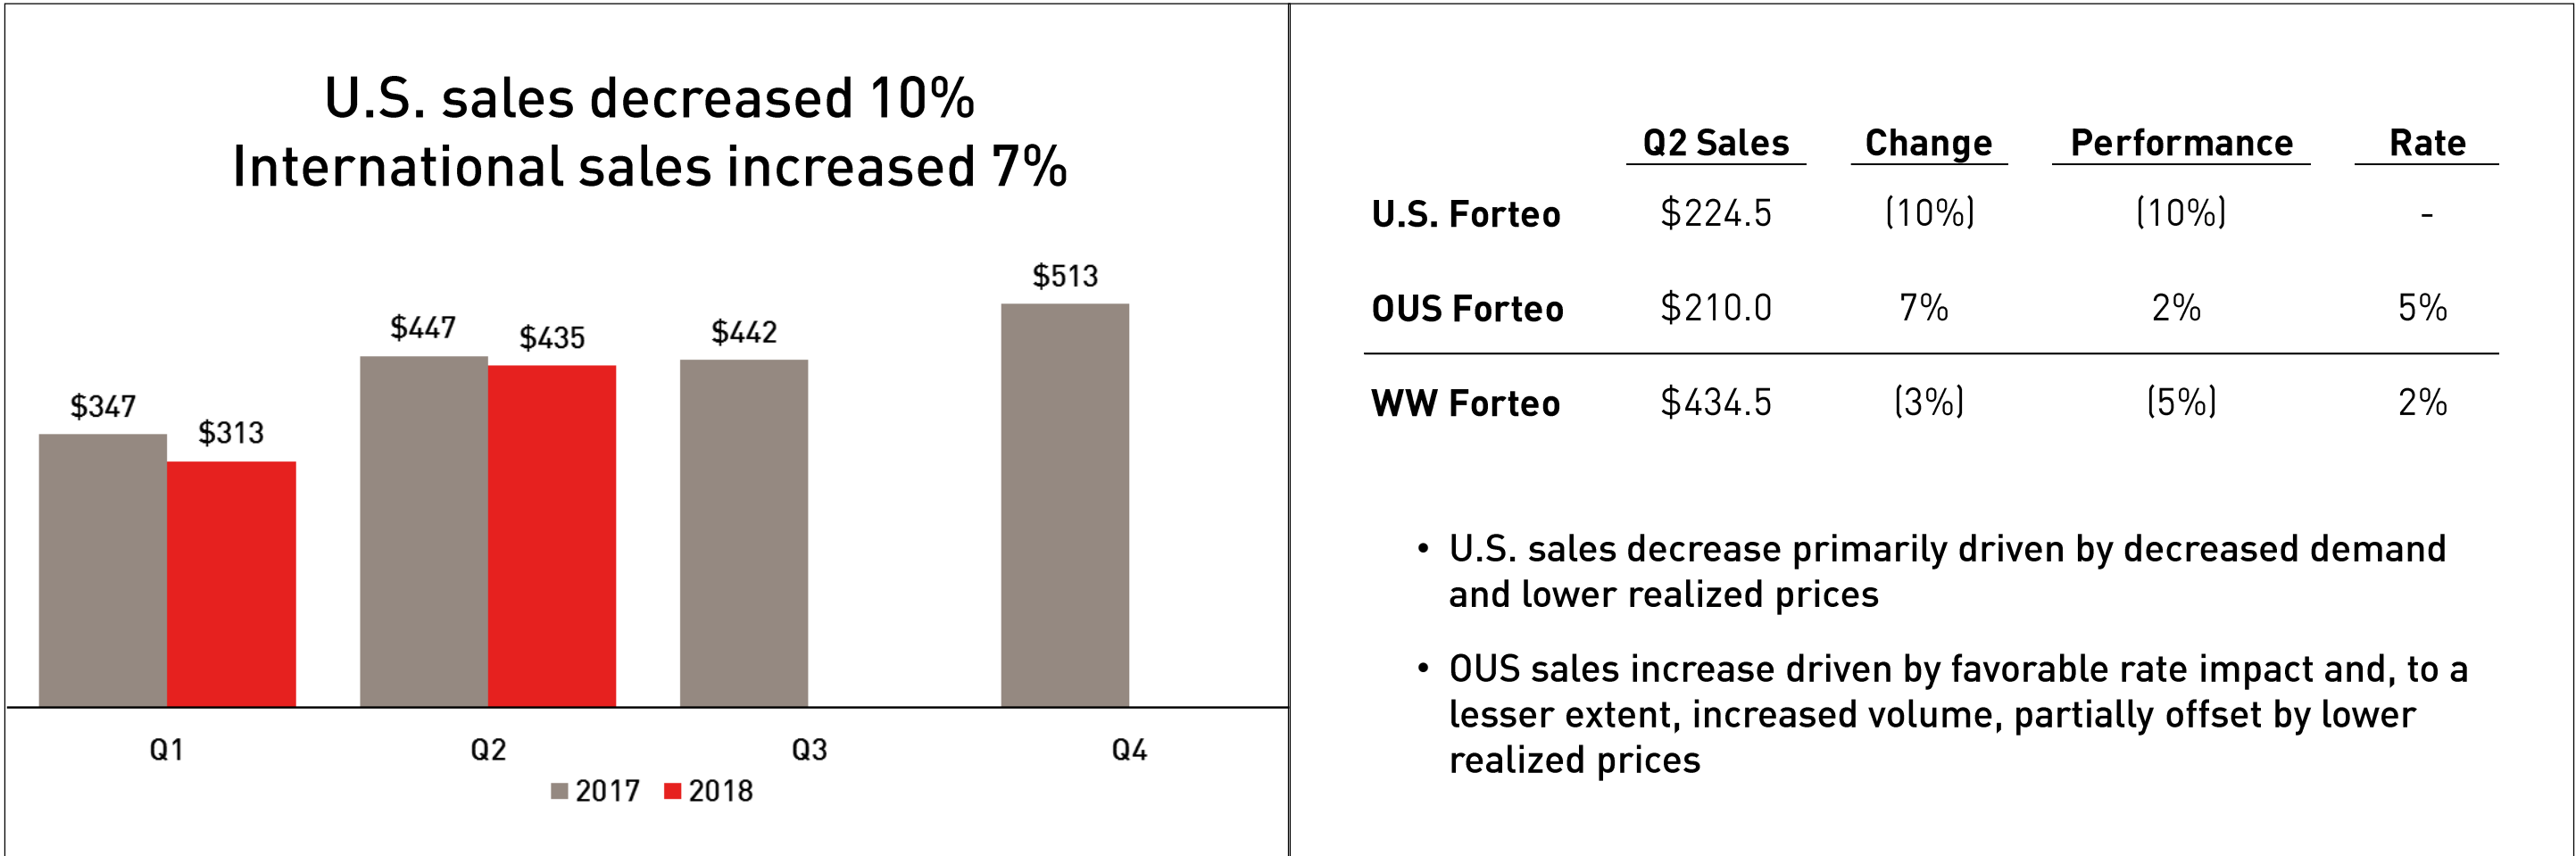 U.S. sales decreased 10%
International sales increased 7%
$347
$313
$447
$435
$442
$513
Q1
Q2
Q3
Q4
2017
2018
Q2 Sales Change Performance Rate
U.S. Forteo $224.5 (10%) (10%) -
OUS Forteo $210.0 7% 2% 5%
WW Forteo $434.5 (3%) (5%) 2%
• U.S. sales decrease primarily driven by decreased demand
and lower realized prices
• OUS sales increase driven by favorable rate impact and, to a
lesser extent, increased volume, partially offset by lower
realized prices